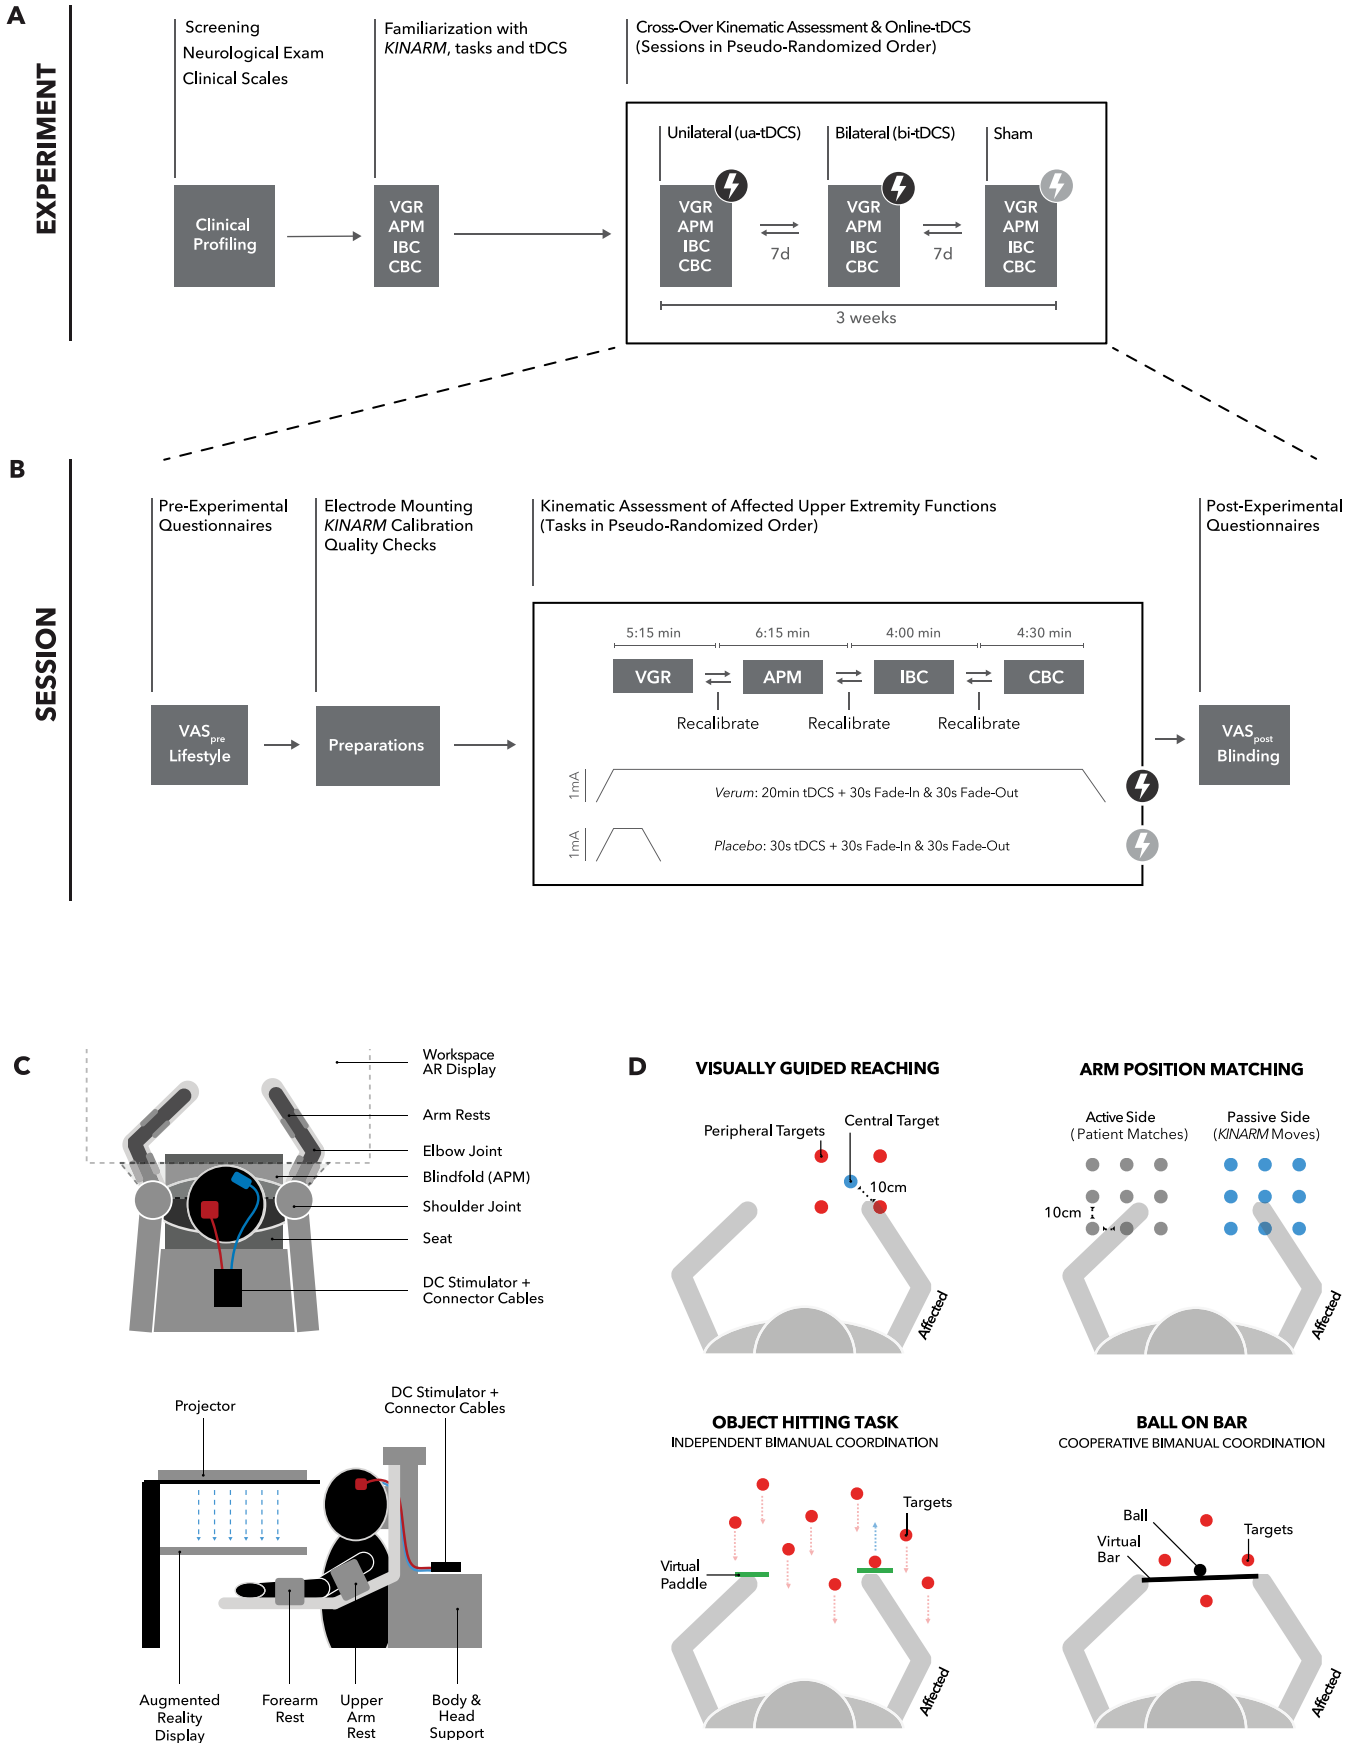 A
EXPERIMENT
Screening
Neurological Exam
Clinical Scales
Familiarization with
KINARM, tasks and tDCS
Cross-Over Kinematic Assessment & Online-tDCS
(Sessions in Pseudo-Randomized Order)
Clinical
Profiling
VGR
APM
IBC
CBC
Unilateral (ua-tDCS)
VGR
APM
IBC
CBC
7d
Bilateral (bi-tDCS)
VGR
APM
IBC
CBC
7d
Sham
VGR
APM
IBC
CBC
3 weeks
B
SESSION
Pre-Experimental
Questionnaires
Electrode Mounting
KINARM Calibration
Quality Checks
Kinematic Assessment of Affected Upper Extremity Functions
(Tasks in Pseudo-Randomized Order)
Post-Experimental
Questionnaires
VASpre
Lifestyle
Preparations
5:15 min
6:15 min
4:00 min
4:30 min
VGR
APM
IBC
CBC
Recalibrate
Recalibrate
Recalibrate
1mA
Verum: 20min tDCS + 30s Fade-In & 30s Fade-Out
1mA
Placebo: 30s tDCS + 30s Fade-In & 30s Fade-Out
VASpost
Blinding
C
Workspace
AR Display
Arm Rests
Elbow Joint
Blindfold (APM)
Shoulder Joint
Seat
DC Stimulator +
Connector Cables
Projector
DC Stimulator +
Connector Cables
Augmented
Reality
Display
Forearm
Rest
Upper
Arm
Rest
Body &
Head
Support
D
VISUALLY GUIDED REACHING
Peripheral Targets
Central Target
10cm
Affected
ARM POSITION MATCHING
Active Side
(Patient Matches)
Passive Side
(KINARM Moves)
10cm
Affected
OBJECT HITTING TASK
INDEPENDENT BIMANUAL COORDINATION
Targets
Virtual
Paddle
Affected
BALL ON BAR
COOPERATIVE BIMANUAL COORDINATION
Ball
Virtual
Bar
Targets
Affected